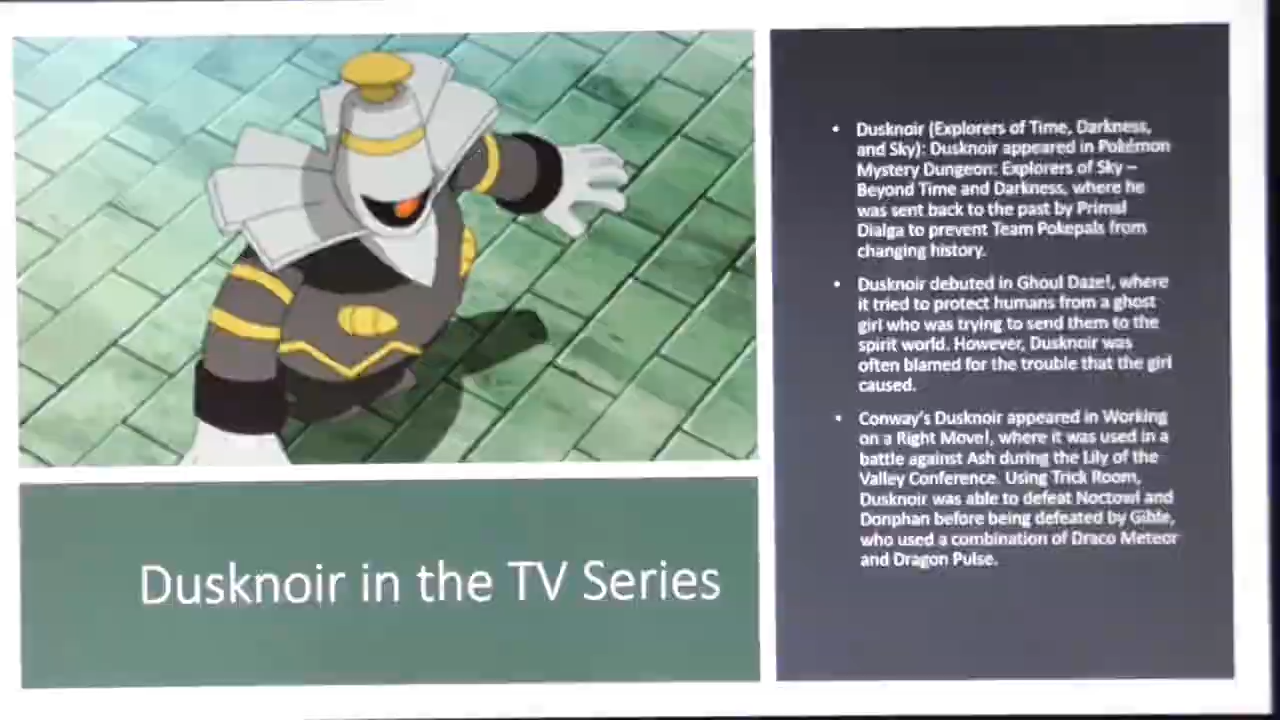 Dusknoir in the TV Series
• Dusknoir (Explorers of Time, Darkness,
and Sky): Dusknoir appeared in Pokémon
Mystery Dungeon: Explorers of Sky –
Beyond Time and Darkness, where he
was sent back to the past by Primal
Dialga to prevent Team Pokepals from
changing history.
• Dusknoir debuted in Ghoul Daze!, where
it tried to protect humans from a ghost
girl who was trying to send them to the
spirit world. However, Dusknoir was
often blamed for the trouble that the girl
caused.
• Conway's Dusknoir appeared in Working
on a Right Move!, where it was used in a
battle against Ash during the Lily of the
Valley Conference. Using Trick Room,
Dusknoir was able to defeat Noctowl and
Donphan before being defeated by Gible,
who used a combination of Draco Meteor
and Dragon Pulse.